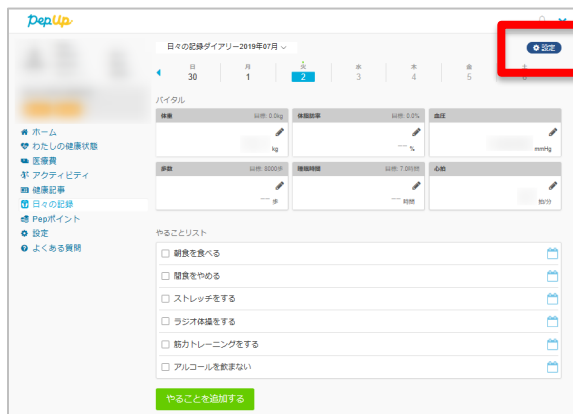 PepUp
日々の記録ダイアリー2019年07月
設定
日 月 火 水 木 金 土
30 1 2 3 4 5 6
バイタル
体重 目標: 0.0kg 体脂肪率 目標: 0.0% 血圧
kg --- % mmHg
歩数 目標: 8000歩 睡眠時間 目標: 7.0時間 心拍
--- 歩 --- 時間 拍/分
ホーム
わたしの健康状態
医療費
アクティビティ
健康記事
日々の記録
Pepポイント
設定
よくある質問
やることリスト
朝食を食べる
間食をやめる
ストレッチをする
ラジオ体操をする
筋力トレーニングをする
アルコールを飲まない
やることを追加する